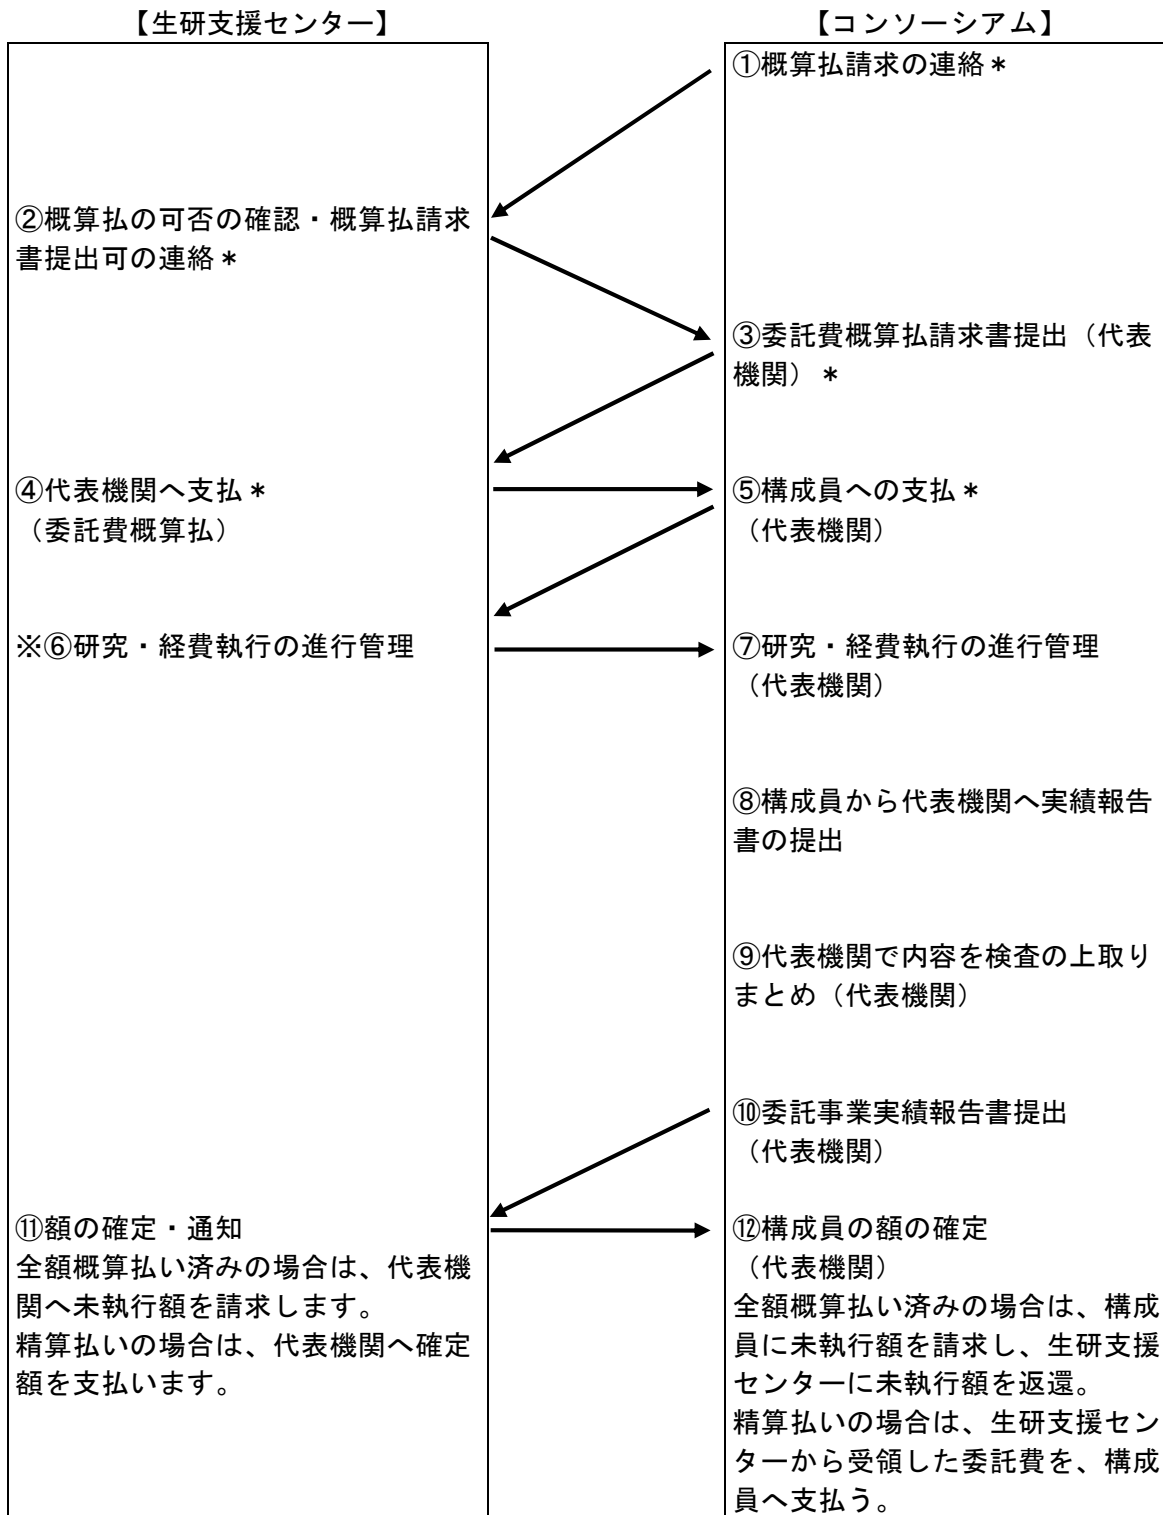 【生研支援センター】
【コンソーシアム】
①概算払請求の連絡＊
②概算払の可否の確認・概算払請求
書提出可の連絡＊
③委託費概算払請求書提出（代表
機関）＊
④代表機関へ支払＊
（委託費概算払）
⑤構成員への支払＊
（代表機関）
※⑥研究・経費執行の進行管理
⑦研究・経費執行の進行管理
（代表機関）
⑧構成員から代表機関へ実績報告
書の提出
⑨代表機関で内容を検査の上取り
まとめ（代表機関）
⑩委託事業実績報告書提出
（代表機関）
⑪額の確定・通知
全額概算払い済みの場合は、代表機
関へ未執行額を請求します。
精算払いの場合は、代表機関へ確定
額を支払います。
⑫構成員の額の確定
（代表機関）
全額概算払い済みの場合は、構成
員に未執行額を請求し、生研支援
センターに未執行額を返還。
精算払いの場合は、生研支援セン
ターから受領した委託費を、構成
員へ支払う。